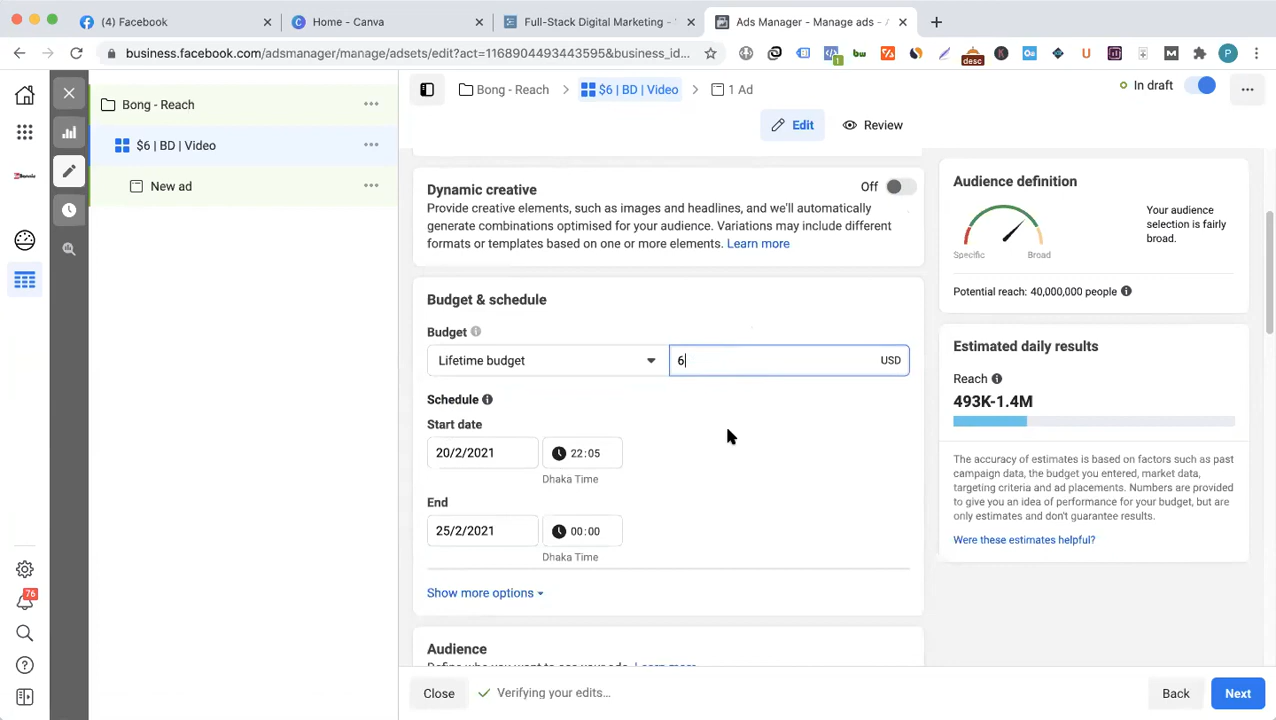 (4) Facebook
Home - Canva
Full-Stack Digital Marketing -
Ads Manager - Manage ads -
business.facebook.com/adsmanager/manage/adsets/edit?act=1168904493443595&business_id...
Bong - Reach
$6 | BD | Video
New ad
76
Bong - Reach
$6 | BD | Video
1 Ad
In draft
Edit
Review
Dynamic creative
Off
Provide creative elements, such as images and headlines, and we'll automatically
generate combinations optimised for your audience. Variations may include different
formats or templates based on one or more elements. Learn more
Budget & schedule
Budget
Lifetime budget
6
USD
Schedule
Start date
20/2/2021
22:05
Dhaka Time
End
25/2/2021
00:00
Dhaka Time
Show more options
Audience
Audience definition
Your audience
selection is fairly
broad.
Specific
Broad
Potential reach: 40,000,000 people
Estimated daily results
Reach
493K-1.4M
The accuracy of estimates is based on factors such as past
campaign data, the budget you entered, market data,
targeting criteria and ad placements. Numbers are provided
to give you an idea of performance for your budget, but are
only estimates and don't guarantee results.
Were these estimates helpful?
Close
Verifying your edits...
Back
Next